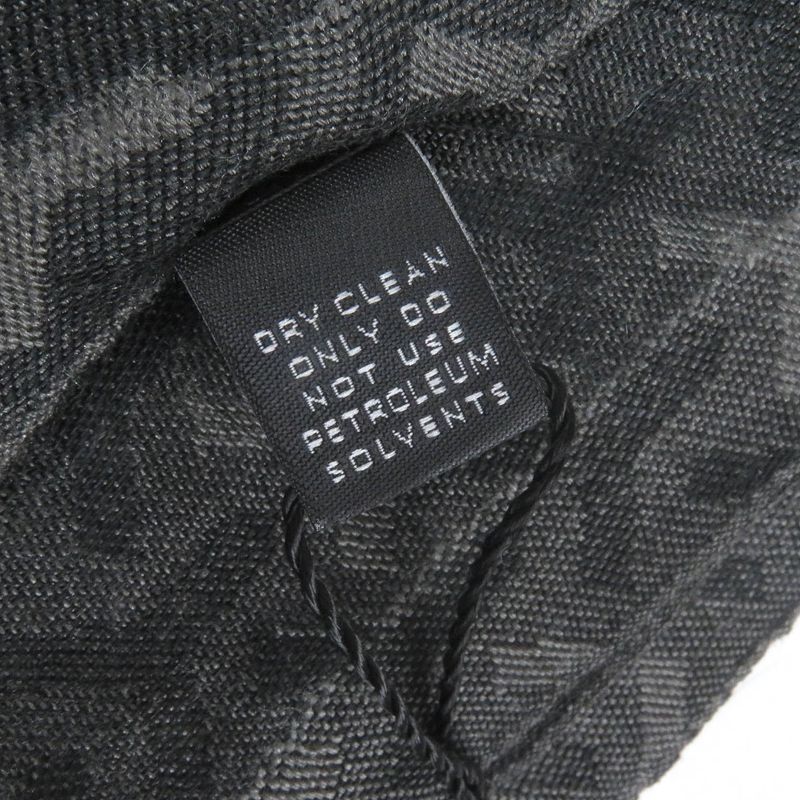 DRY CLEAN
ONLY DO
NOT USE
PETROLEUM
SOLVENTS